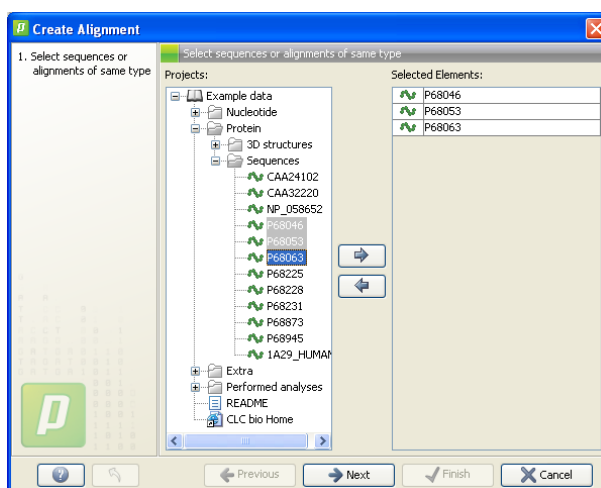 Create Alignment
1. Select sequences or
alignments of same type
Select sequences or alignments of same type
Projects:
Example data
Nucleotide
Protein
3D structures
Sequences
CAA24102
CAA32220
NP_058652
P68046
P68053
P68063
P68225
P68228
P68231
P68873
P68945
1A29_HUMAN
Extra
Performed analyses
README
CLC bio Home
Selected Elements:
P68046
P68053
P68063
Previous
Next
Finish
Cancel